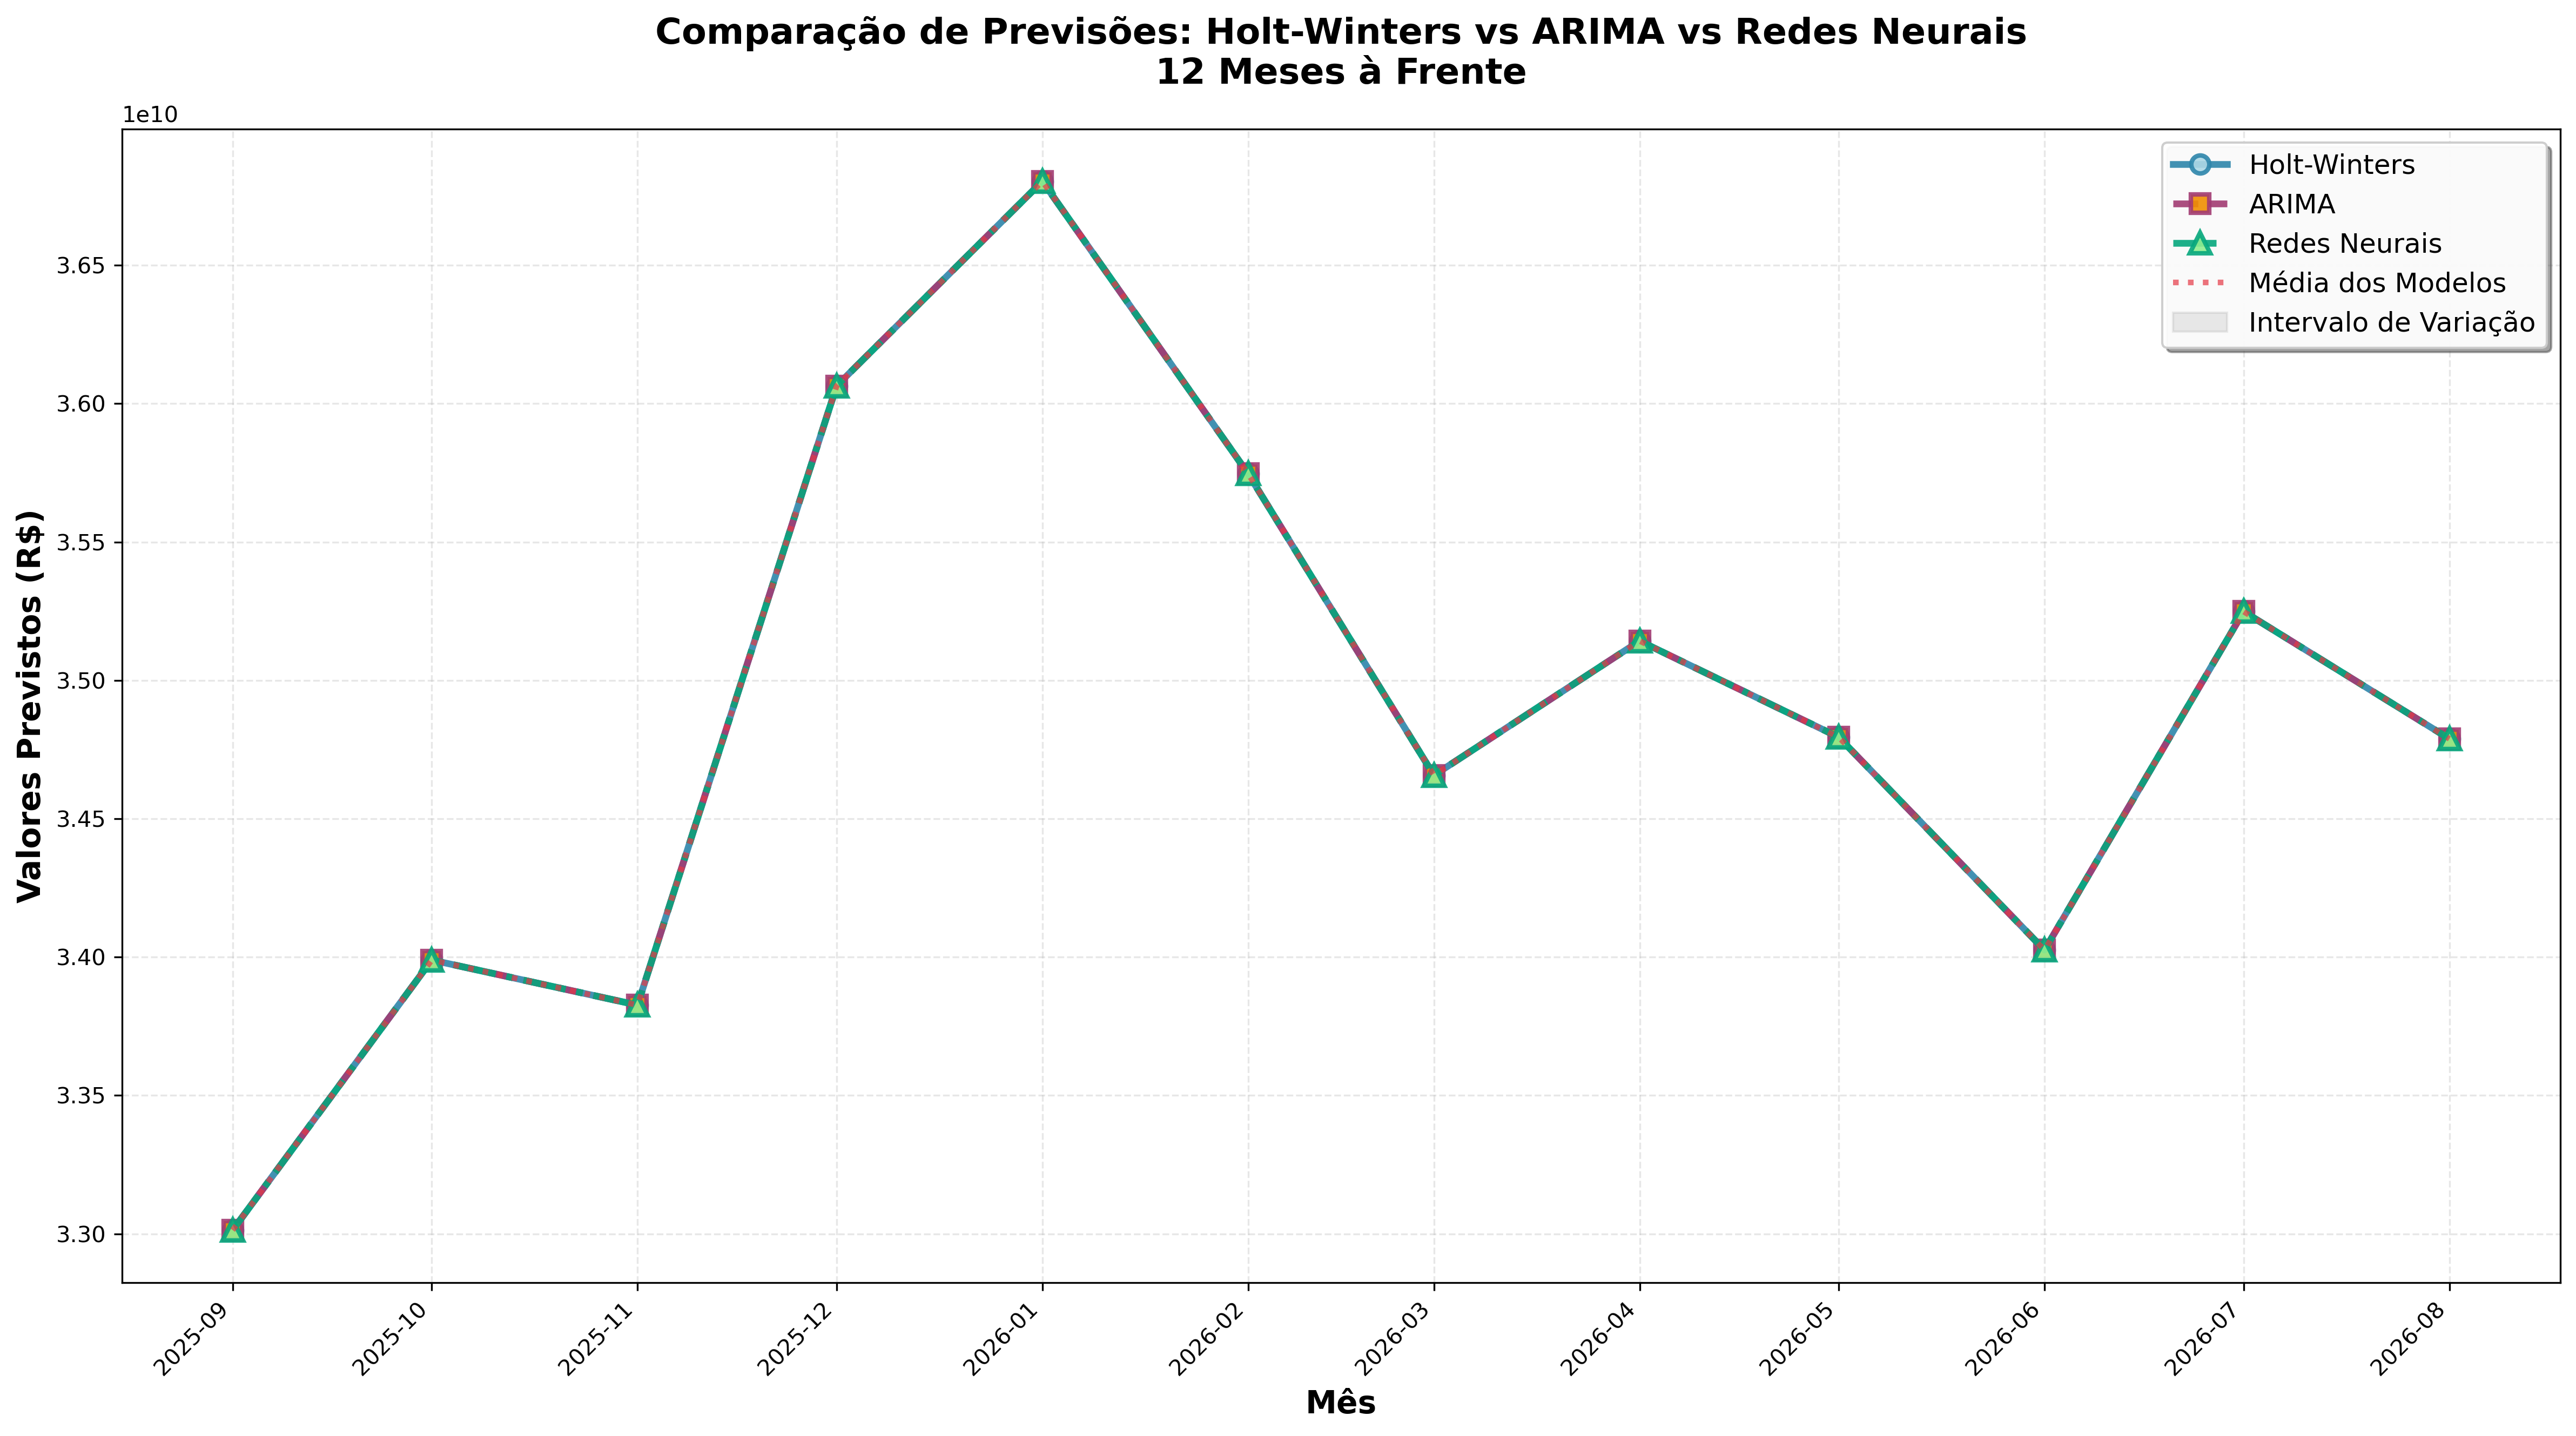 Comparação de Previsões: Holt-Winters vs ARIMA vs Redes Neurais
12 Meses à Frente
1e10
Holt-Winters
ARIMA
Redes Neurais
Média dos Modelos
Intervalo de Variação
Valores Previstos (R$)
3.65
3.60
3.55
3.50
3.45
3.40
3.35
3.30
2025-09
2025-10
2025-11
2025-12
2026-01
2026-02
2026-03
2026-04
2026-05
2026-06
2026-07
2026-08
Mês